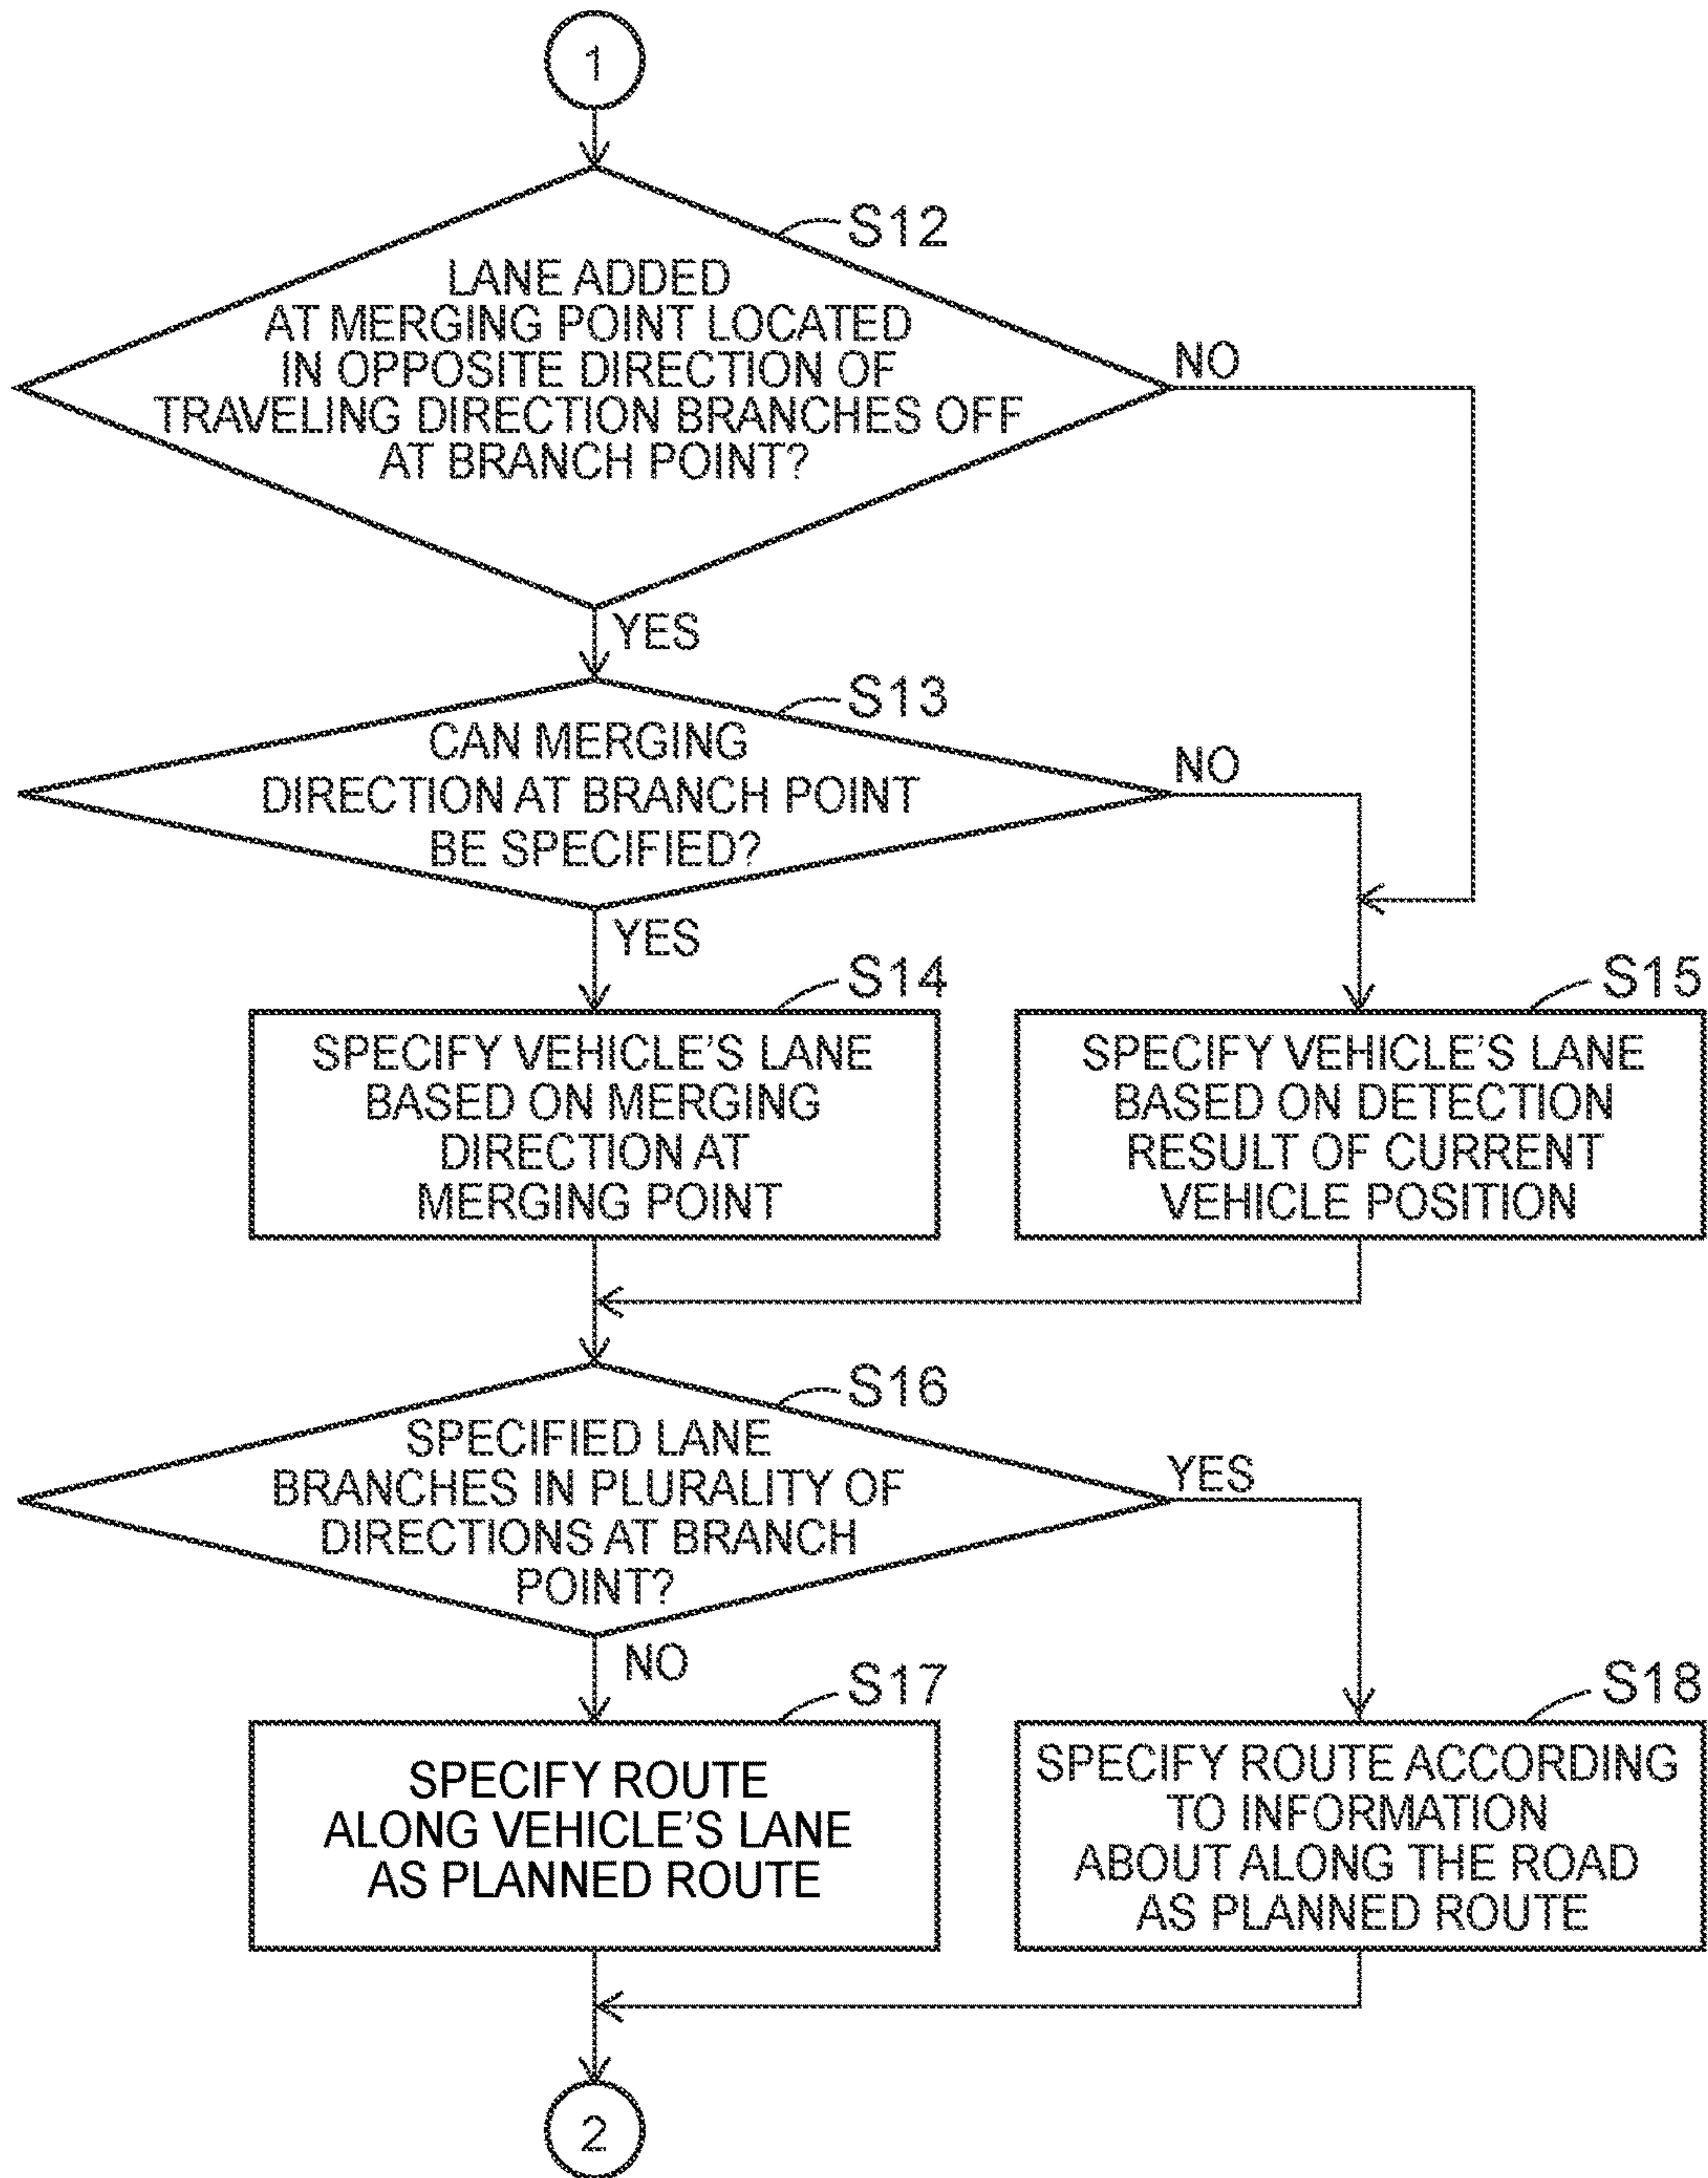 1
S12
LANE ADDED
AT MERGING POINT LOCATED
IN OPPOSITE DIRECTION OF
TRAVELING DIRECTION BRANCHES OFF
AT BRANCH POINT?
NO
YES
S13
CAN MERGING
DIRECTION AT BRANCH POINT
BE SPECIFIED?
NO
YES
S14
SPECIFY VEHICLE'S LANE
BASED ON MERGING
DIRECTION AT
MERGING POINT
S15
SPECIFY VEHICLE'S LANE
BASED ON DETECTION
RESULT OF CURRENT
VEHICLE POSITION
S16
SPECIFIED LANE
BRANCHES IN PLURALITY OF
DIRECTIONS AT BRANCH
POINT?
YES
NO
S17
SPECIFY ROUTE
ALONG VEHICLE'S LANE
AS PLANNED ROUTE
S18
SPECIFY ROUTE ACCORDING
TO INFORMATION
ABOUT ALONG THE ROAD
AS PLANNED ROUTE
2